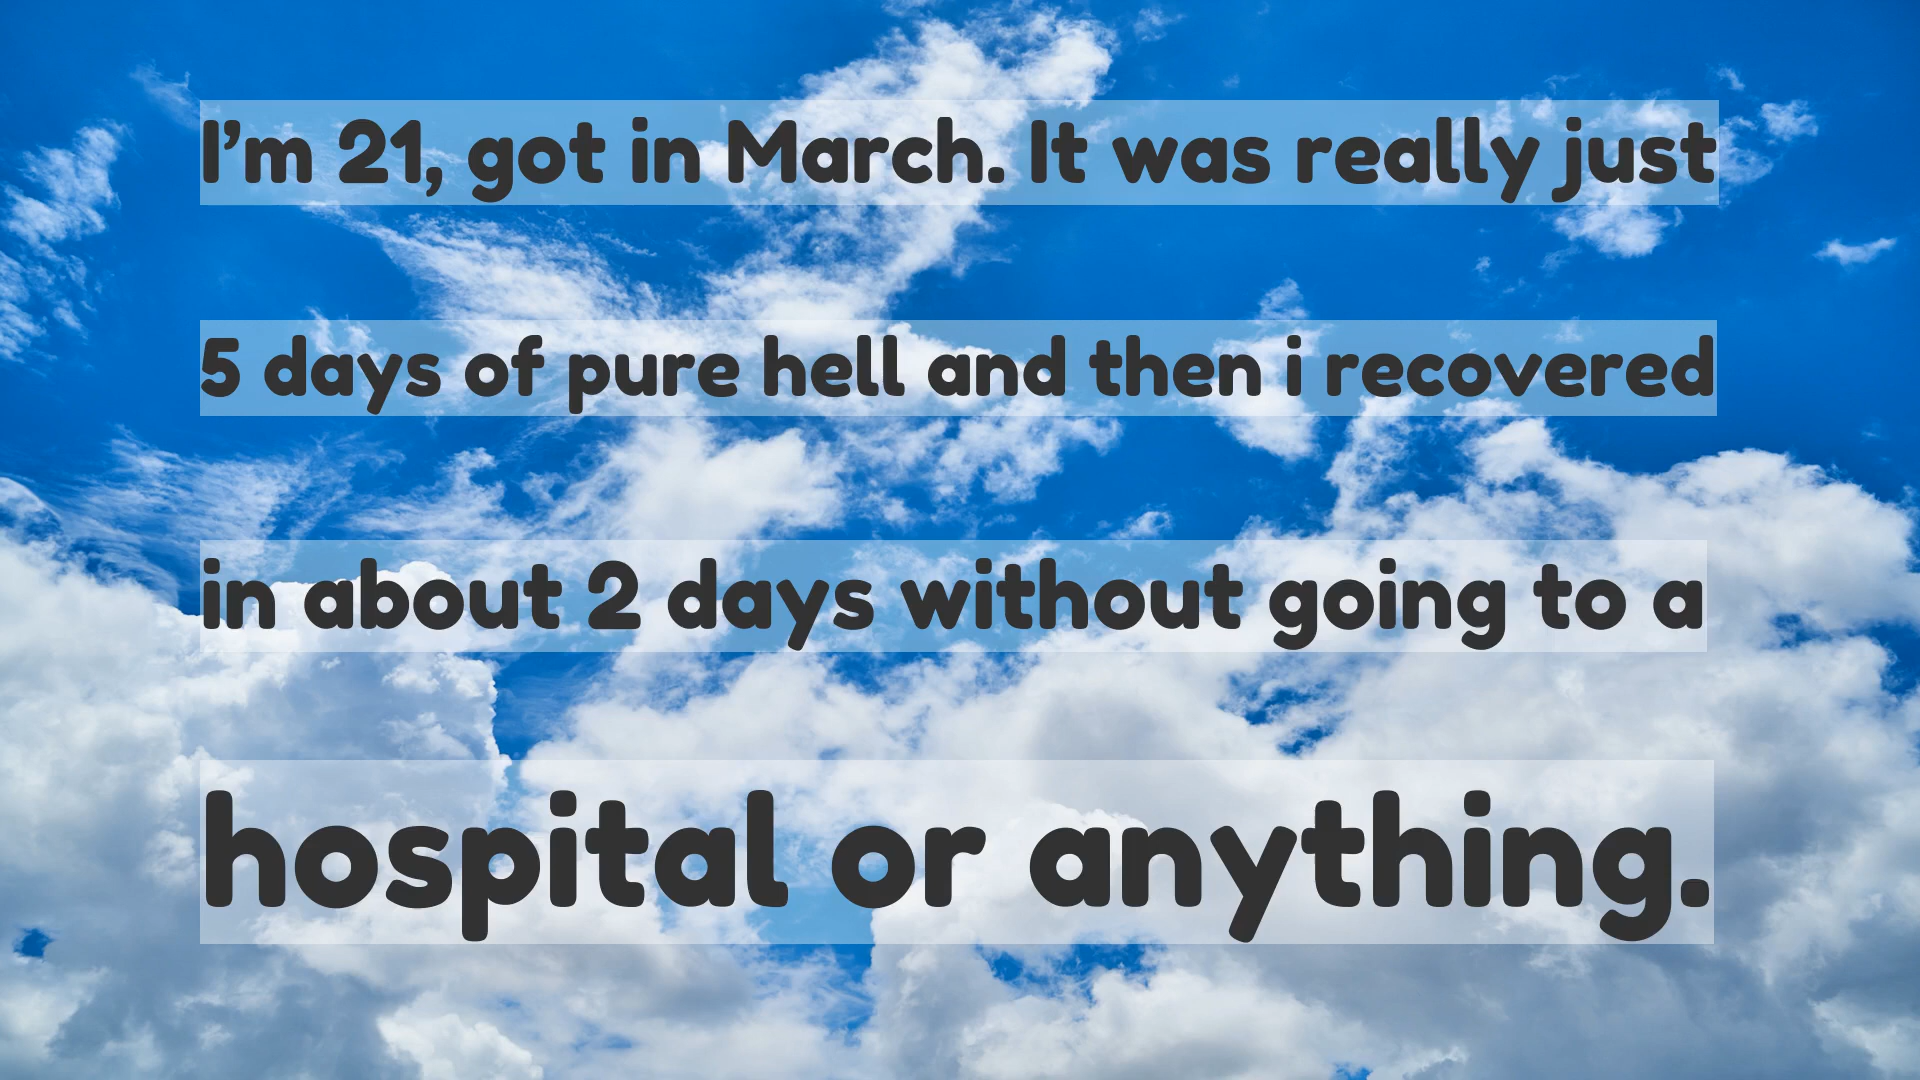 I’m 21, got in March. It was really just
5 days of pure hell and then i recovered
in about 2 days without going to a
hospital or anything.